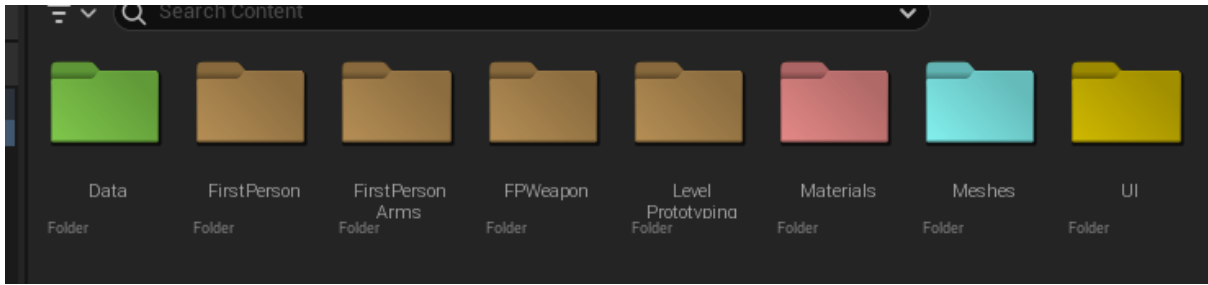 Search Content
Data FirstPerson FirstPerson FPWeapon Level Materials Meshes UI
Arms Prototyping
Folder Folder Folder Folder Folder Folder Folder Folder